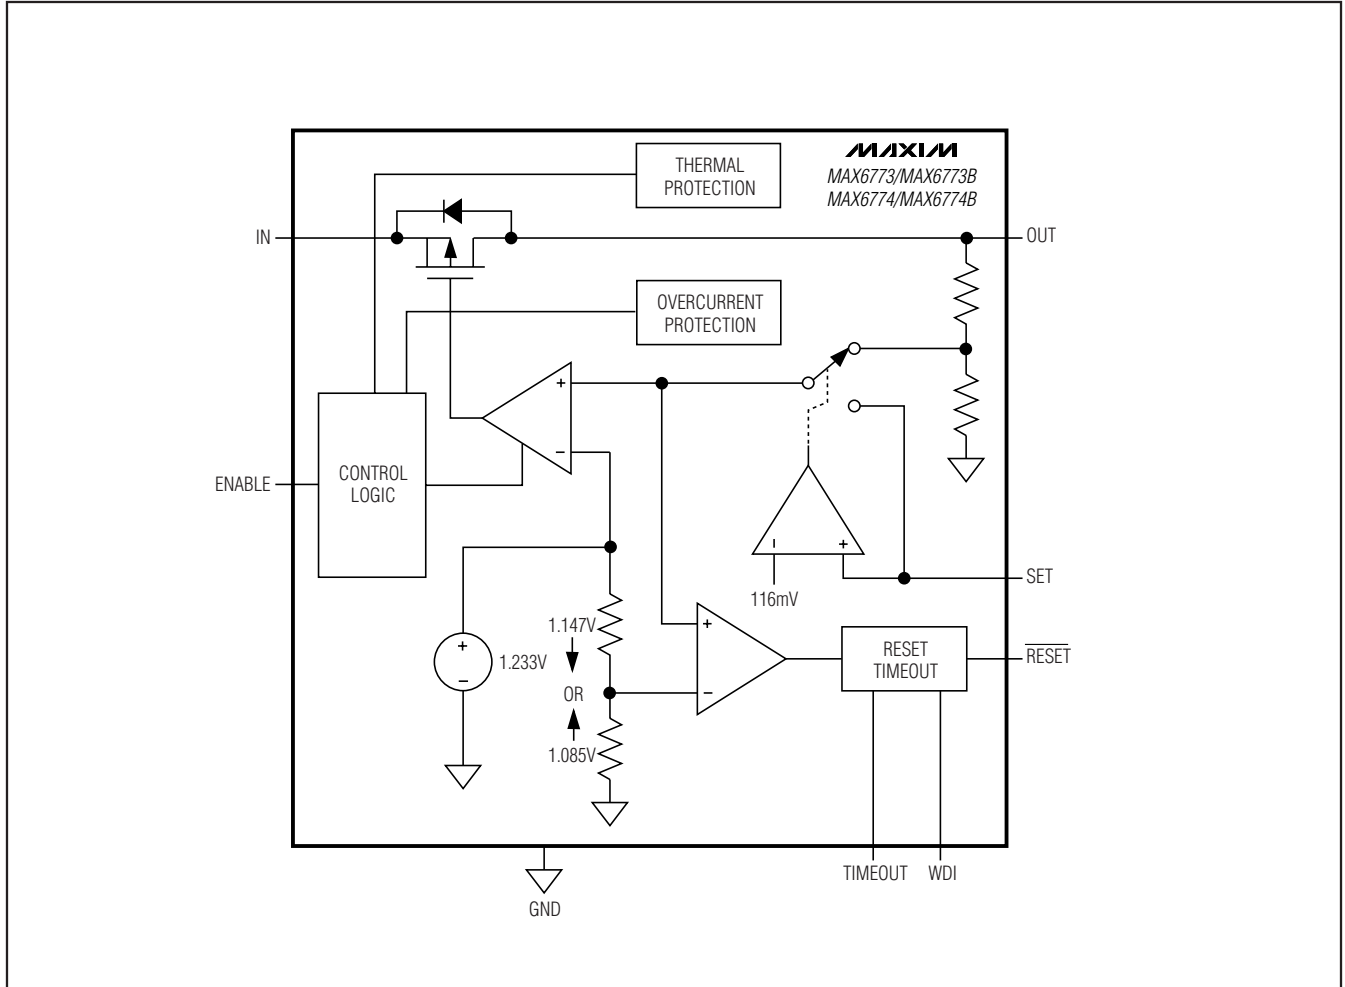 MAXIM
MAX6773/MAX6773B
MAX6774/MAX6774B
THERMAL
PROTECTION
IN
OUT
OVERCURRENT
PROTECTION
+
−
CONTROL
LOGIC
ENABLE
− +
116mV
SET
1.147V
+
−
1.233V
OR
1.085V
+
−
RESET
TIMEOUT
RESET
TIMEOUT
WDI
GND